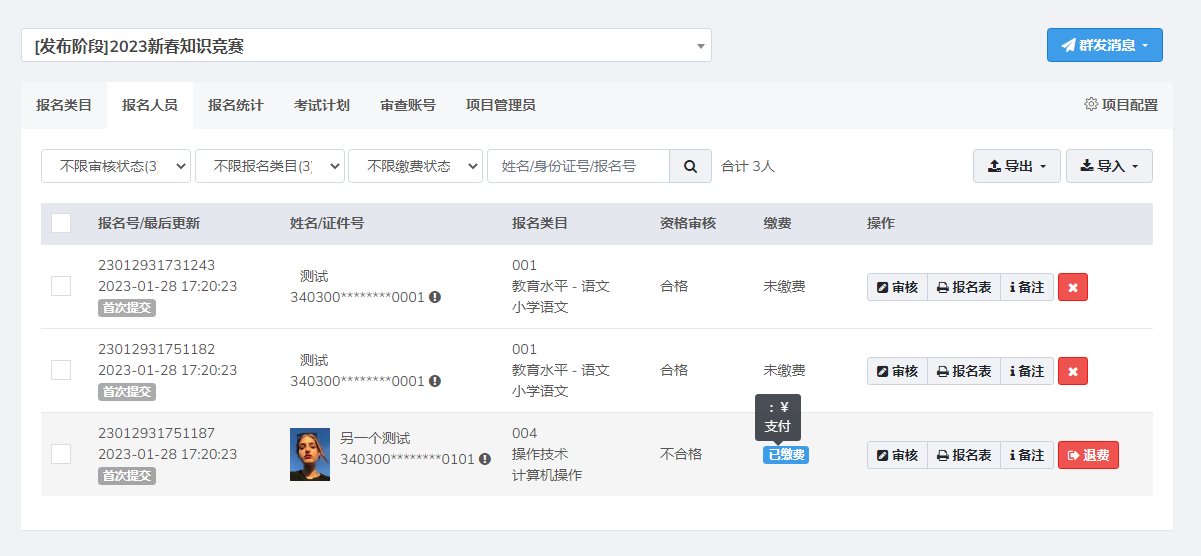 [发布阶段]2023新春知识竞赛
群发消息
报名类目 报名人员 报名统计 考试计划 审查账号 项目管理员 项目配置
不限审核状态(3) 不限报名类目(3) 不限缴费状态 姓名/身份证号/报名号 合计 3人 导出 导入
报名号/最后更新 姓名/证件号 报名类目 资格审核 缴费 操作
23012931731243
2023-01-28 17:20:23
首次提交
测试
340300********0001
001
教育水平 - 语文
小学语文
合格
未缴费
审核 报名表 备注
23012931751182
2023-01-28 17:20:23
首次提交
测试
340300********0001
001
教育水平 - 语文
小学语文
合格
未缴费
审核 报名表 备注
23012931751187
2023-01-28 17:20:23
首次提交
另一个测试
340300********0101
004
操作技术
计算机操作
不合格
: ¥
支付
已缴费
审核 报名表 备注 退费